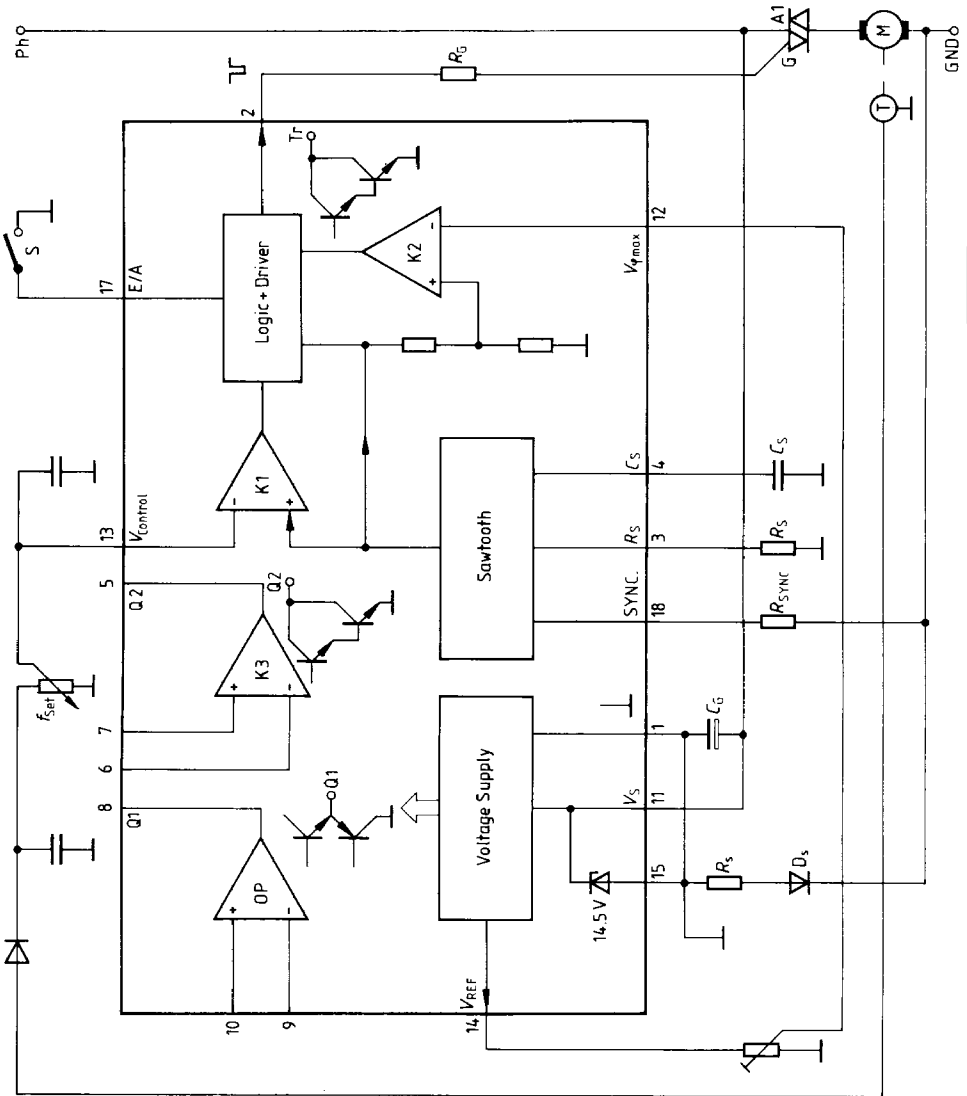 Ph
GND
A1
G
M
T
R_G
2
Tr
S
17
E/A
Logic+Driver
K2
+
-
12
V_φmax
K1
-
+
13
V_Control
5
Q2
K3
+
-
Q2
7
6
f_Set
8
Q1
OP
+
-
Q1
10
9
Sawtooth
C_S
4
C_S
R_S
3
R_S
SYNC.
18
R_SYNC
Voltage Supply
1
C_G
V_S
11
15
14.5 V
R_s
D_s
V_REF
14